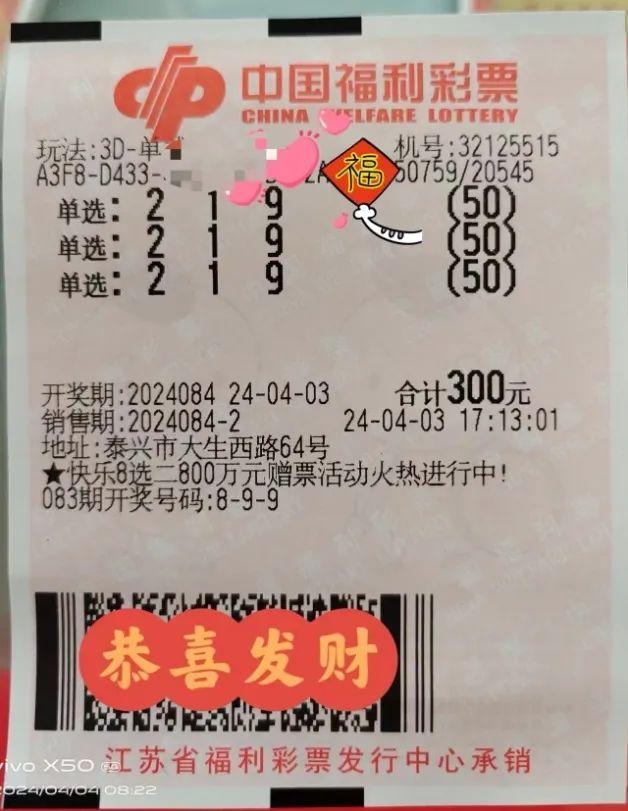 中国福利彩票
CHINA WELFARE LOTTERY
玩法:3D-单 机号:32125515
A3F8-D433- 50759/20545
福
单选: 2 1 9 (50)
单选: 2 1 9 (50)
单选: 2 1 9 (50)
开奖期:2024084 24-04-03 合计300元
销售期:2024084-2 24-04-03 17:13:01
地址:泰兴市大生西路64号
★快乐8选二800万元赠票活动火热进行中!
083期开奖号码:8-9-9
恭喜发财
江苏省福利彩票发行中心承销
vivo X50
2024/04/04 08:22